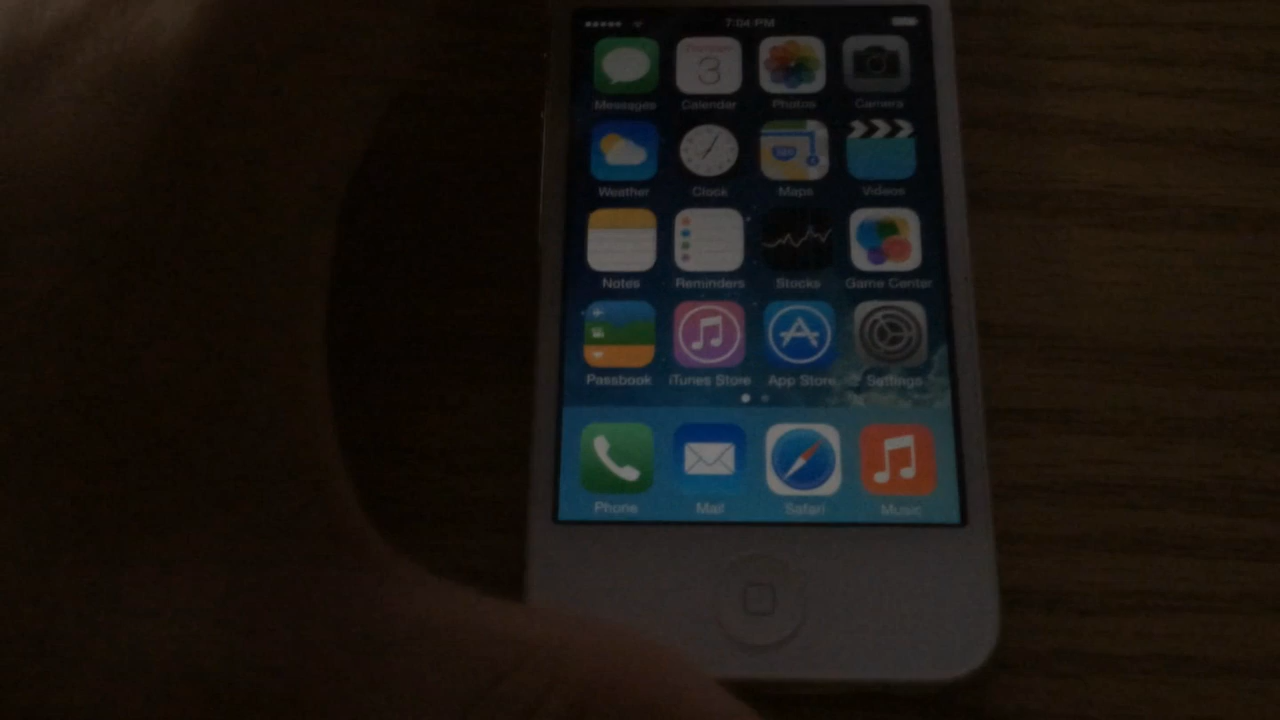 7:04 PM
3
Messages Calendar Photos Camera
280
Weather Clock Maps Videos
Notes Reminders Stocks Game Center
Passbook iTunes Store App Store Settings
Phone Mail Safari Music